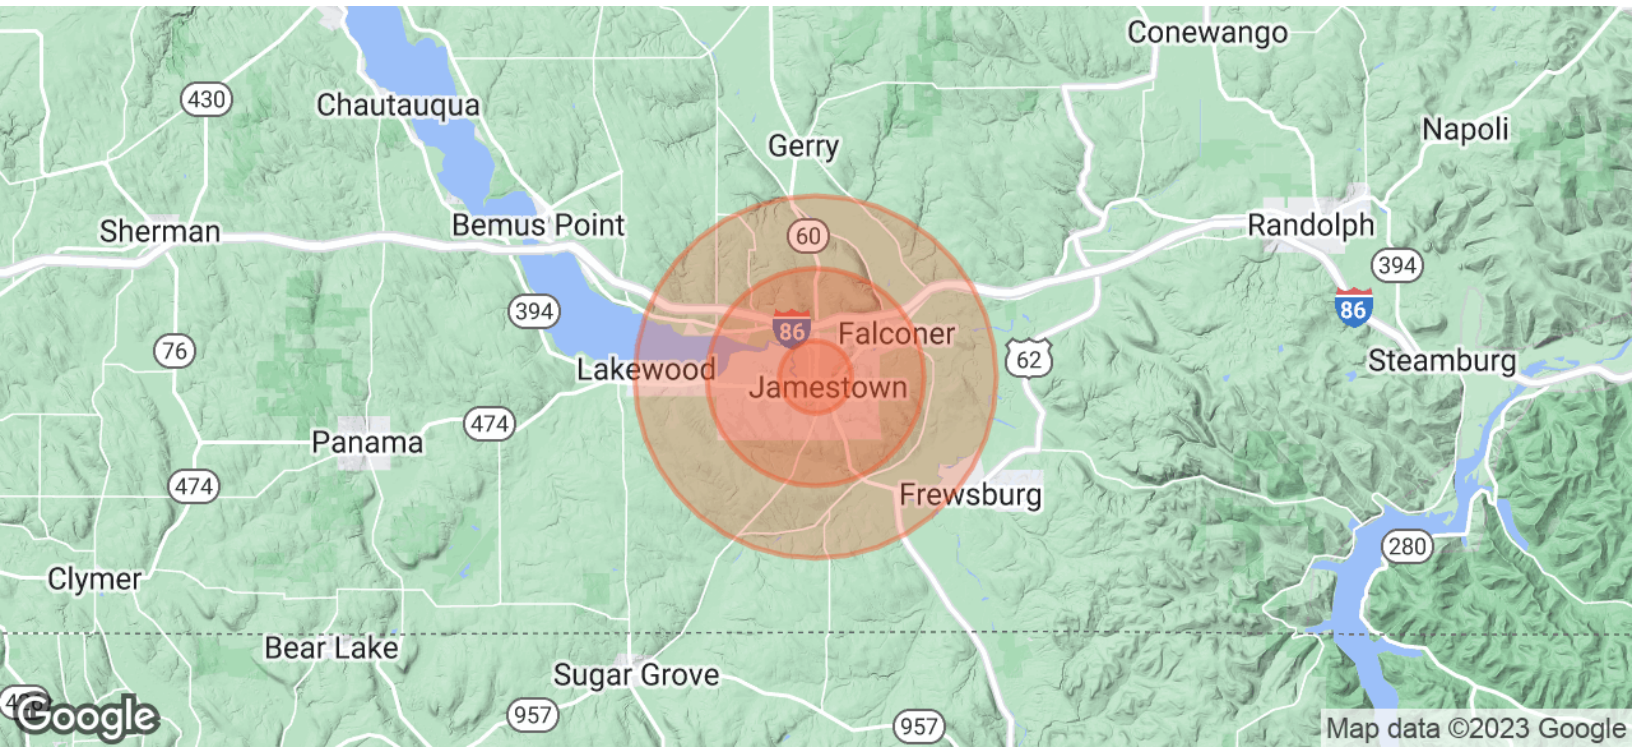 Conewango
430
Chautauqua
Napoli
Gerry
Sherman
Bemus Point
60
Randolph
394
394
86
86
Falconer
76
62
Lakewood
Steamburg
Jamestown
474
Panama
474
Frewsburg
280
Clymer
Bear Lake
Sugar Grove
957
957
Google
Map data ©2023 Google